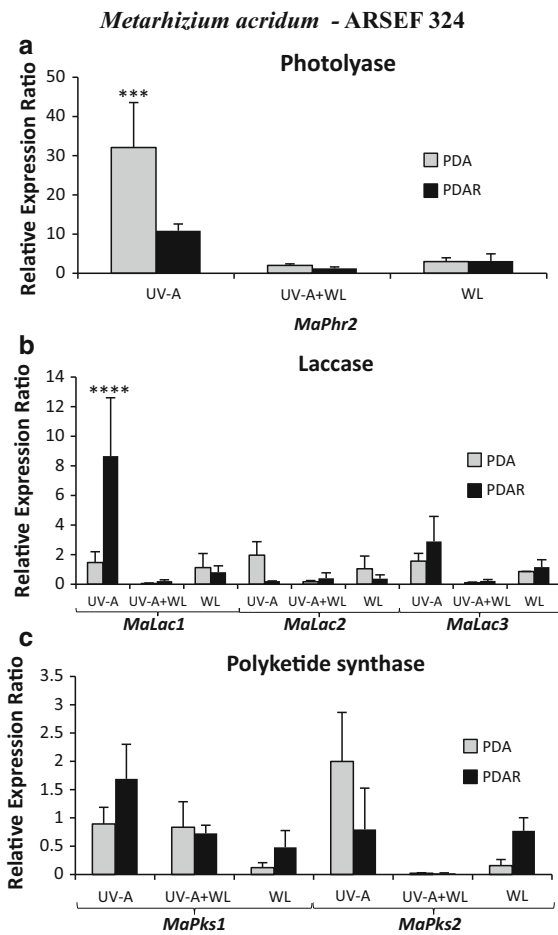 Metarhizium acridum - ARSEF 324
a
Photolyase
Relative Expression Ratio
50
40
30
20
10
0
***
PDA
PDAR
UV-A UV-A+WL WL
MaPhr2
b
Laccase
Relative Expression Ratio
14
12
10
8
6
4
2
0
****
PDA
PDAR
UV-A UV-A+WL WL UV-A UV-A+WL WL UV-A UV-A+WL WL
MaLac1 MaLac2 MaLac3
c
Polyketide synthase
Relative Expression Ratio
3.5
3
2.5
2
1.5
1
0.5
0
PDA
PDAR
UV-A UV-A+WL WL UV-A UV-A+WL WL
MaPks1 MaPks2